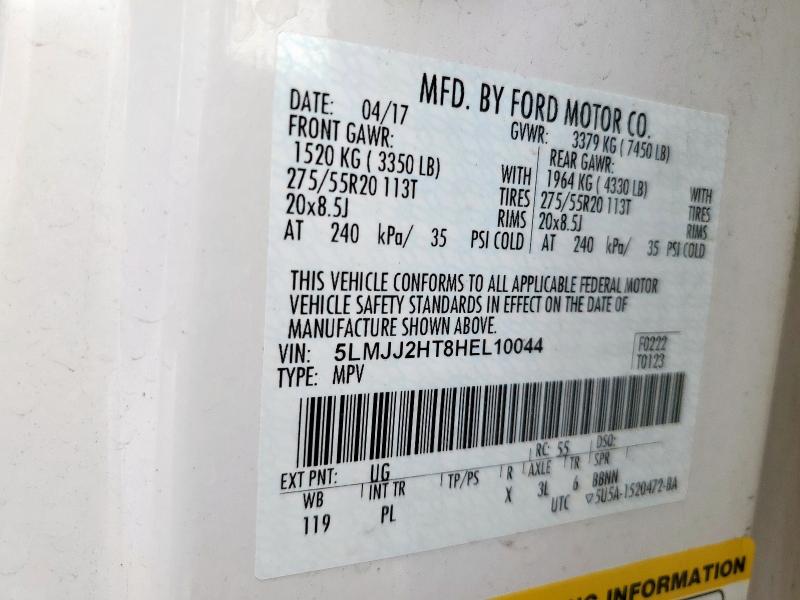 MFD. BY FORD MOTOR CO.
DATE: 04/17 GVWR: 3379 KG ( 7450 LB)
FRONT GAWR: REAR GAWR:
1520 KG ( 3350 LB) WITH 1964 KG ( 4330 LB) WITH
275/55R20 113T TIRES 275/55R20 113T TIRES
20x8.5J RIMS 20x8.5J RIMS
AT 240 kPa/ 35 PSI COLD AT 240 kPa/ 35 PSI COLD
THIS VEHICLE CONFORMS TO ALL APPLICABLE FEDERAL MOTOR
VEHICLE SAFETY STANDARDS IN EFFECT ON THE DATE OF
MANUFACTURE SHOWN ABOVE.
VIN: 5LMJJ2HT8HEL10044 F0222
TYPE: MPV T0123
RC: 55 DSO:
EXT PNT: UG
WB INT TR TP/PS R AXLE TR SPR
119 PL X 3L 6 BBNN
UTC ▽5U5A-1520472-BA
INFORMATION